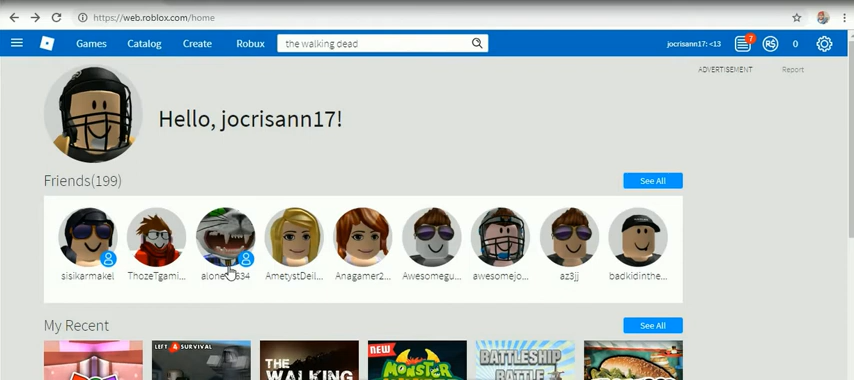 https://web.roblox.com/home
Games Catalog Create Robux the walking dead jocrisann17: <13 7 R$ 0
ADVERTISEMENT Report
Hello, jocrisann17!
Friends(199) See All
sisikarmakel ThozeTgami... AmetystDeil... Anagamer2... Awesomegu... awesomejo... az3jj badkidinthe...
My Recent See All
LEFT 4 SURVIVAL NEW
THE MONSTER BATTLESHIP
WALKING BATTLE